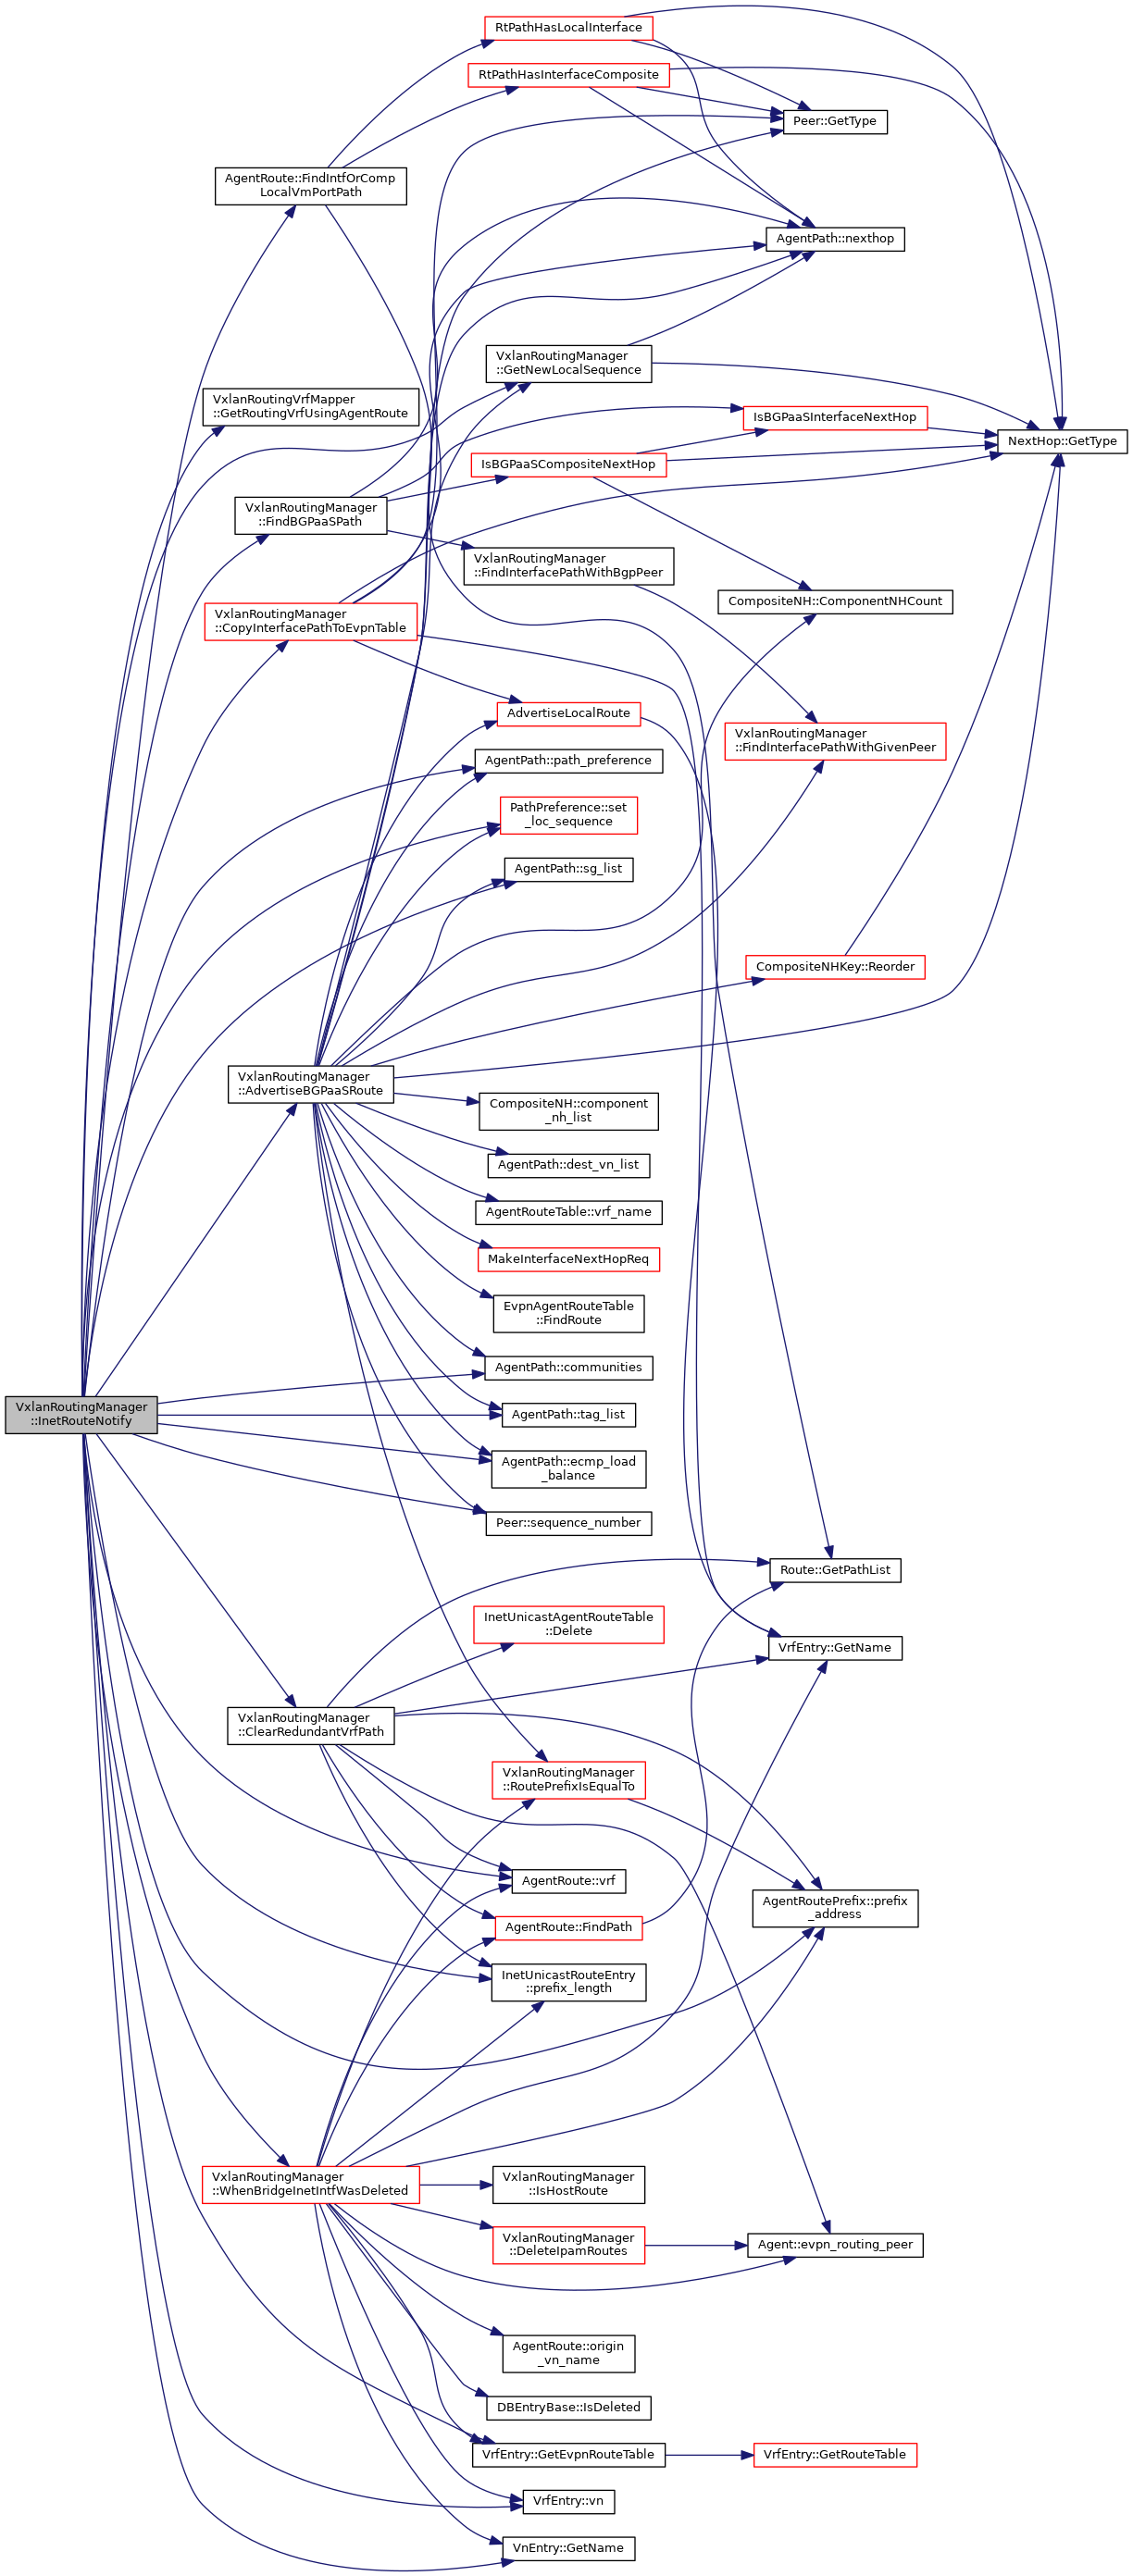 RtPathHasLocalInterface
RtPathHasInterfaceComposite
Peer::GetType
AgentRoute::FindIntfOrComp
LocalVmPortPath
AgentPath::nexthop
VxlanRoutingManager
::GetNewLocalSequence
VxlanRoutingVrfMapper
::GetRoutingVrfUsingAgentRoute
IsBGPaaSInterfaceNextHop
NextHop::GetType
IsBGPaaSCompositeNextHop
VxlanRoutingManager
::FindBGPaaSPath
VxlanRoutingManager
::FindInterfacePathWithBgpPeer
CompositeNH::ComponentNHCount
VxlanRoutingManager
::CopyInterfacePathToEvpnTable
AdvertiseLocalRoute
VxlanRoutingManager
::FindInterfacePathWithGivenPeer
AgentPath::path_preference
PathPreference::set
_loc_sequence
AgentPath::sg_list
CompositeNHKey::Reorder
VxlanRoutingManager
::AdvertiseBGPaaSRoute
CompositeNH::component
_nh_list
AgentPath::dest_vn_list
AgentRouteTable::vrf_name
MakeInterfaceNextHopReq
EvpnAgentRouteTable
::FindRoute
AgentPath::communities
VxlanRoutingManager
::InetRouteNotify
AgentPath::tag_list
AgentPath::ecmp_load
_balance
Peer::sequence_number
Route::GetPathList
InetUnicastAgentRouteTable
::Delete
VrfEntry::GetName
VxlanRoutingManager
::ClearRedundantVrfPath
VxlanRoutingManager
::RoutePrefixIsEqualTo
AgentRoute::vrf
AgentRoutePrefix::prefix
_address
AgentRoute::FindPath
InetUnicastRouteEntry
::prefix_length
VxlanRoutingManager
::WhenBridgeInetIntfWasDeleted
VxlanRoutingManager
::IsHostRoute
VxlanRoutingManager
::DeleteIpamRoutes
Agent::evpn_routing_peer
AgentRoute::origin
_vn_name
DBEntryBase::IsDeleted
VrfEntry::GetEvpnRouteTable
VrfEntry::GetRouteTable
VrfEntry::vn
VnEntry::GetName